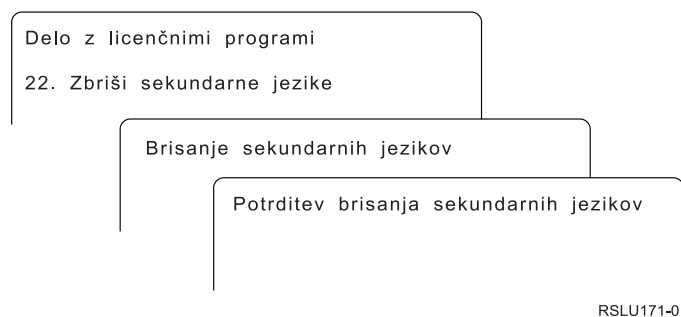 Delo z licenčnimi programi
22. Zbriši sekundarne jezike
Brisanje sekundarnih jezikov
Potrditev brisanja sekundarnih jezikov
RSLU171-0